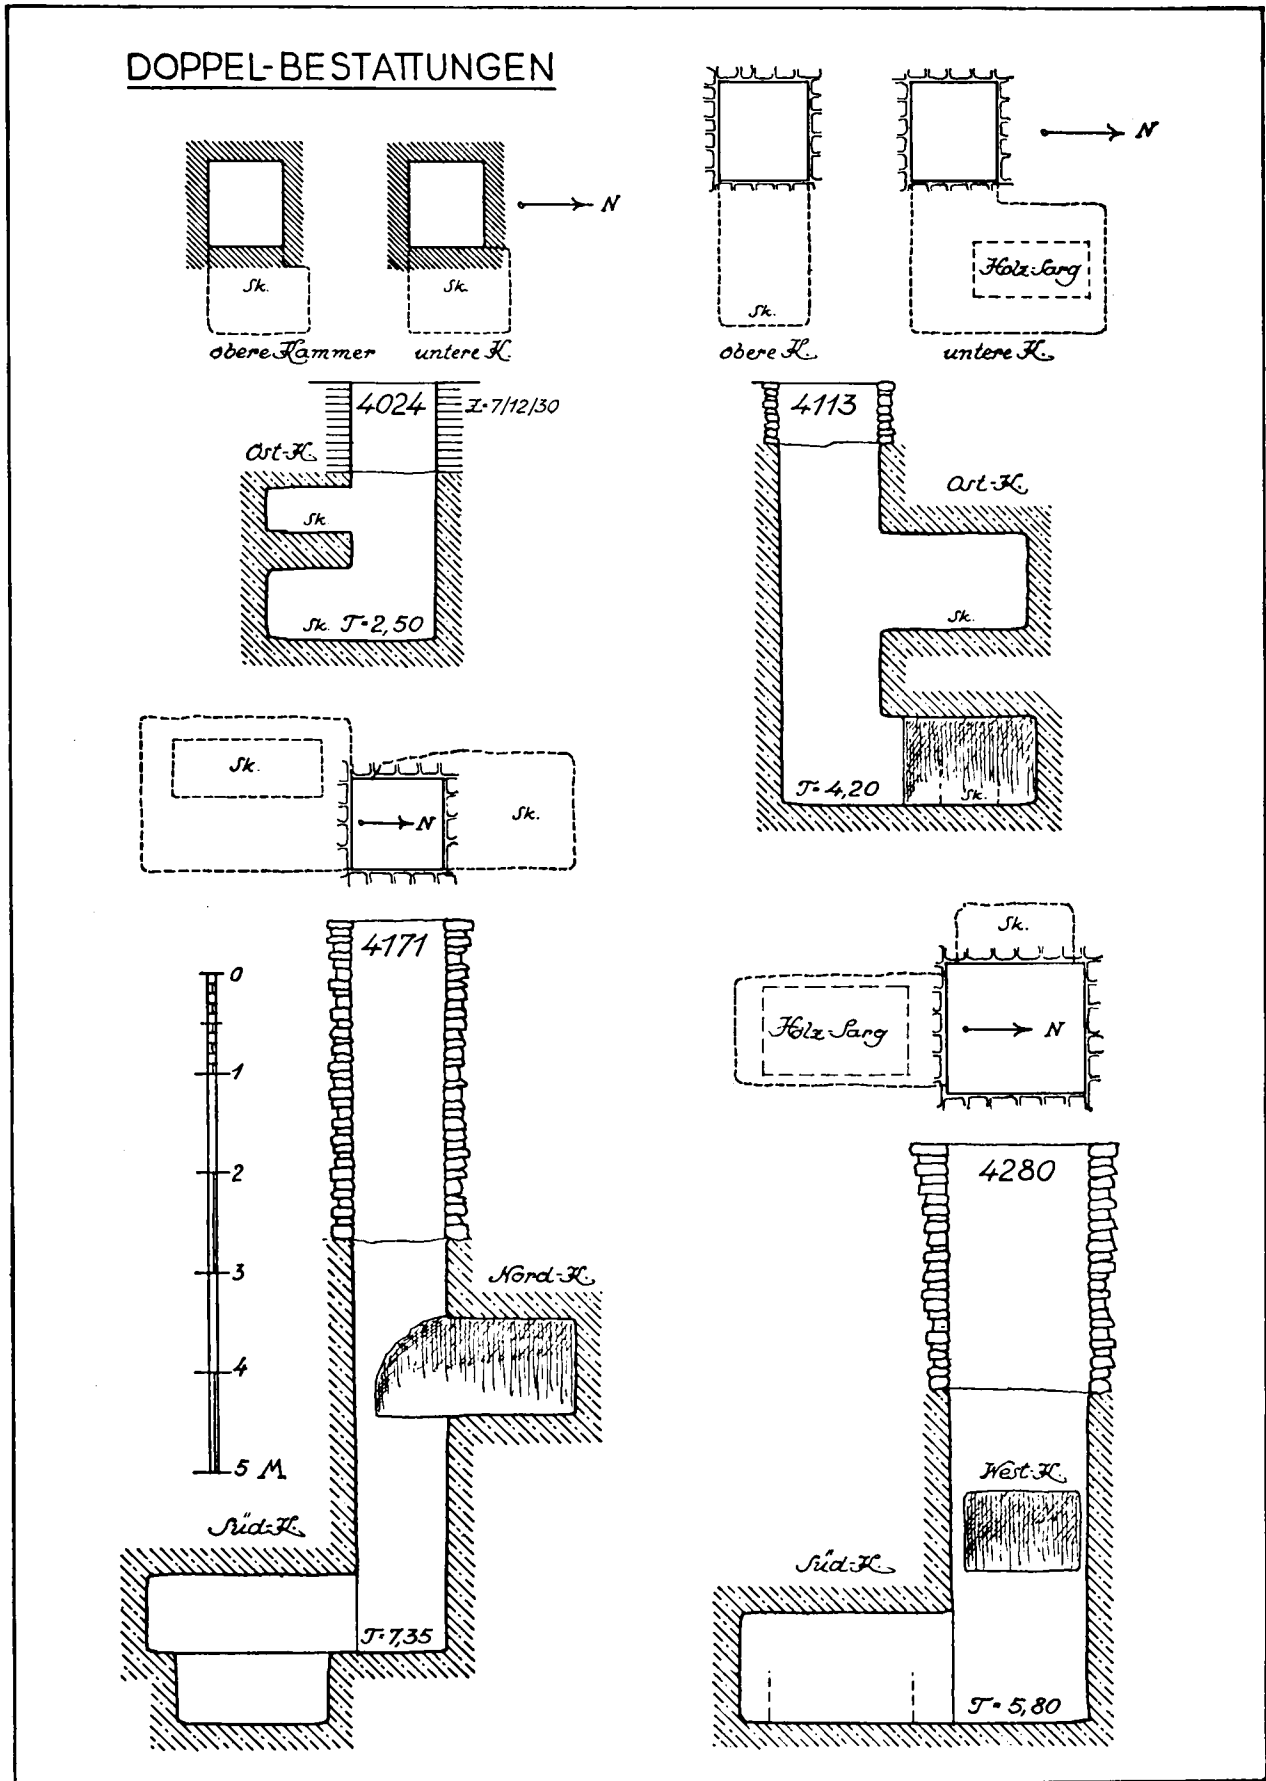 DOPPEL-BESTATTUNGEN
N
Sk.
Sk.
obere Kammer
untere K.
4024
Z=7/12/30
Ost-K.
Sk.
Sk. T=2,50
N
Holz-Sarg
Sk.
obere K.
untere K.
4113
Ost-K.
Sk.
T=4,20
Sk.
Sk.
N
Sk.
4171
0
1
2
3
4
5 M
Nord-K.
Süd-K.
T=7,35
Sk.
Holz-Sarg
N
4280
West-K.
Süd-K.
T=5,80